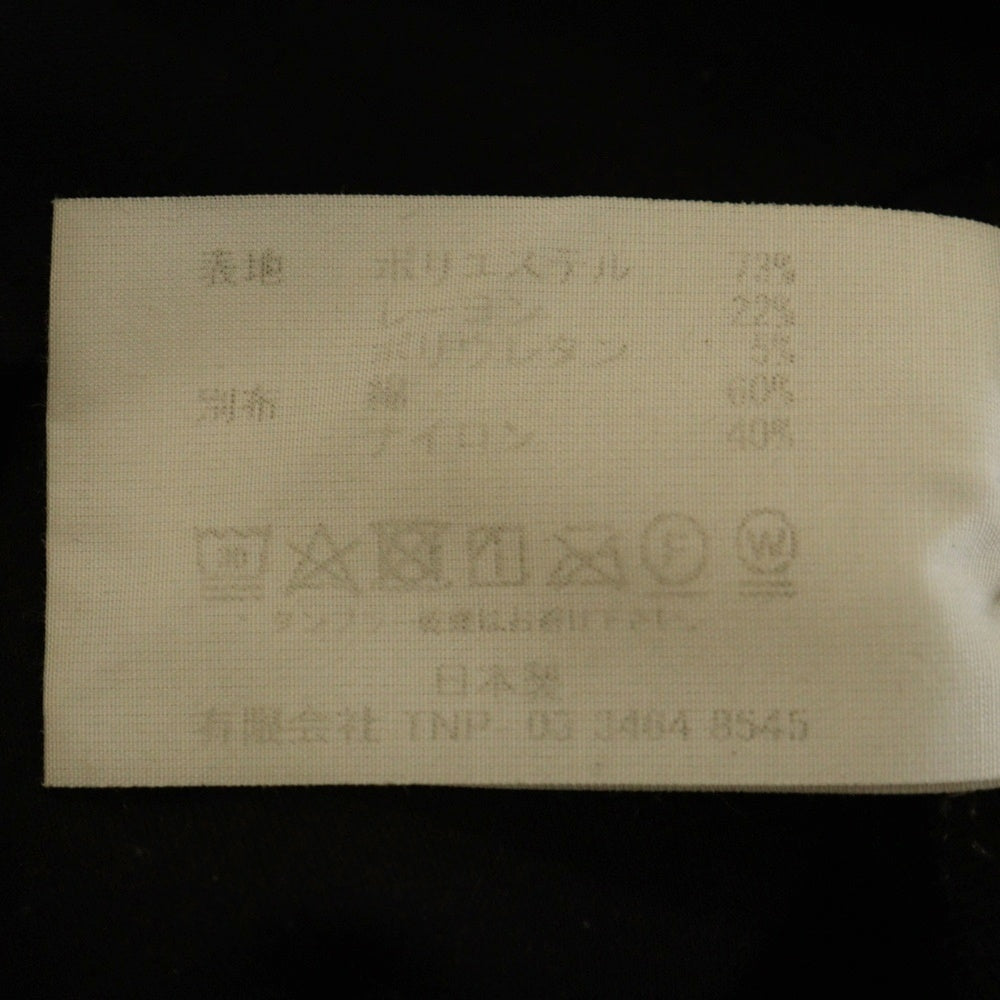 表地 ポリエステル 73%
レーヨン 22%
ポリウレタン 5%
別布 綿 60%
ナイロン 40%
30 F W
タンブラー乾燥はお避け下さい。
日本製
有限会社 TNP 03 3464 8545